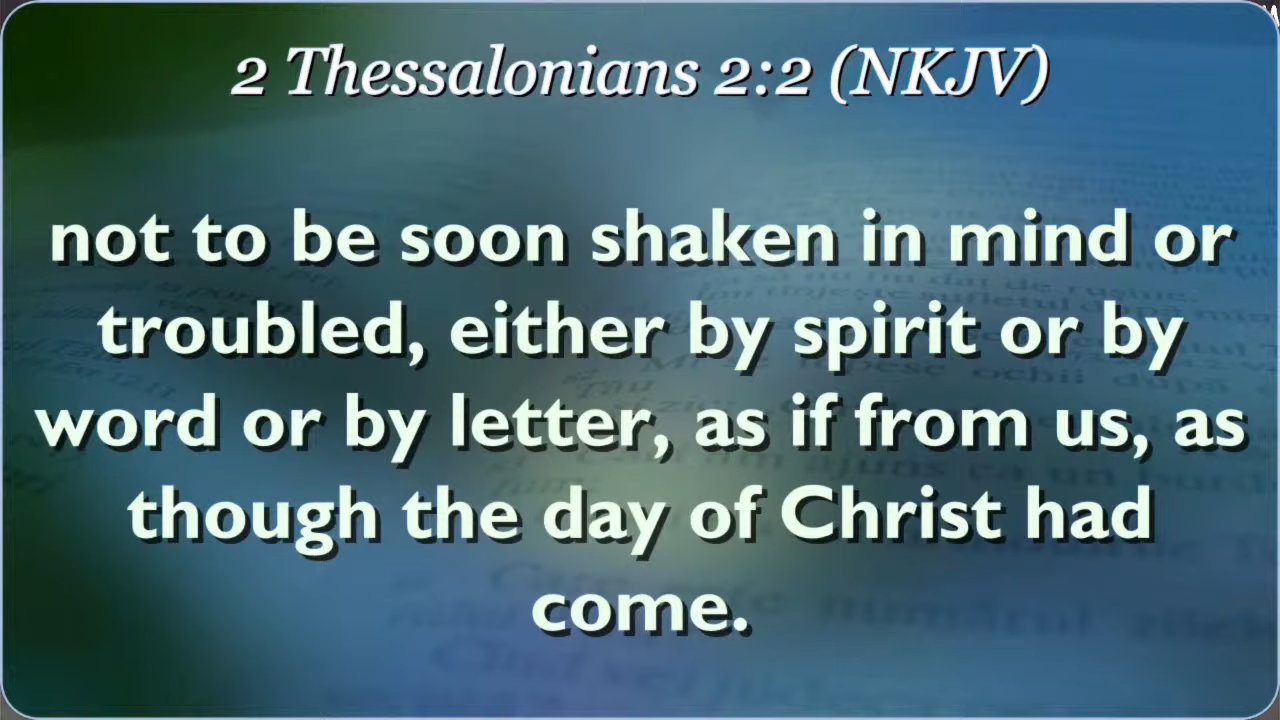 2 Thessalonians 2:2 (NKJV)
not to be soon shaken in mind or
troubled, either by spirit or by
word or by letter, as if from us, as
though the day of Christ had
come.